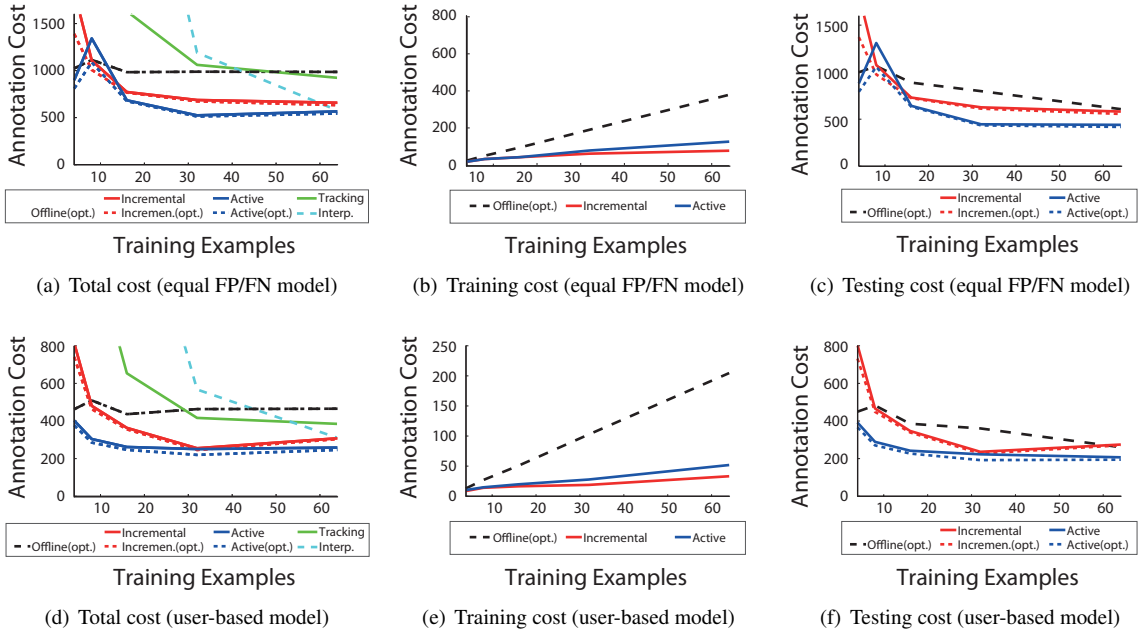 Annotation Cost
1500
1000
500
0
10 20 30 40 50 60
Incremental Active Tracking
Offline(opt.) Incremen.(opt.) Active(opt.) Interp.
Training Examples
(a) Total cost (equal FP/FN model)
Annotation Cost
800
600
400
200
0
10 20 30 40 50 60
Offline(opt.) Incremental Active
Training Examples
(b) Training cost (equal FP/FN model)
Annotation Cost
1500
1000
500
0
10 20 30 40 50 60
Incremental Active
Offline(opt.) Incremen.(opt.) Active(opt.)
Training Examples
(c) Testing cost (equal FP/FN model)
Annotation Cost
800
600
400
200
0
10 20 30 40 50 60
Incremental Active Tracking
Offline(opt.) Incremen.(opt.) Active(opt.) Interp.
Training Examples
(d) Total cost (user-based model)
Annotation Cost
250
200
150
100
50
0
10 20 30 40 50 60
Offline(opt.) Incremental Active
Training Examples
(e) Training cost (user-based model)
Annotation Cost
800
600
400
200
0
10 20 30 40 50 60
Incremental Active
Offline(opt.) Incremen.(opt.) Active(opt.)
Training Examples
(f) Testing cost (user-based model)